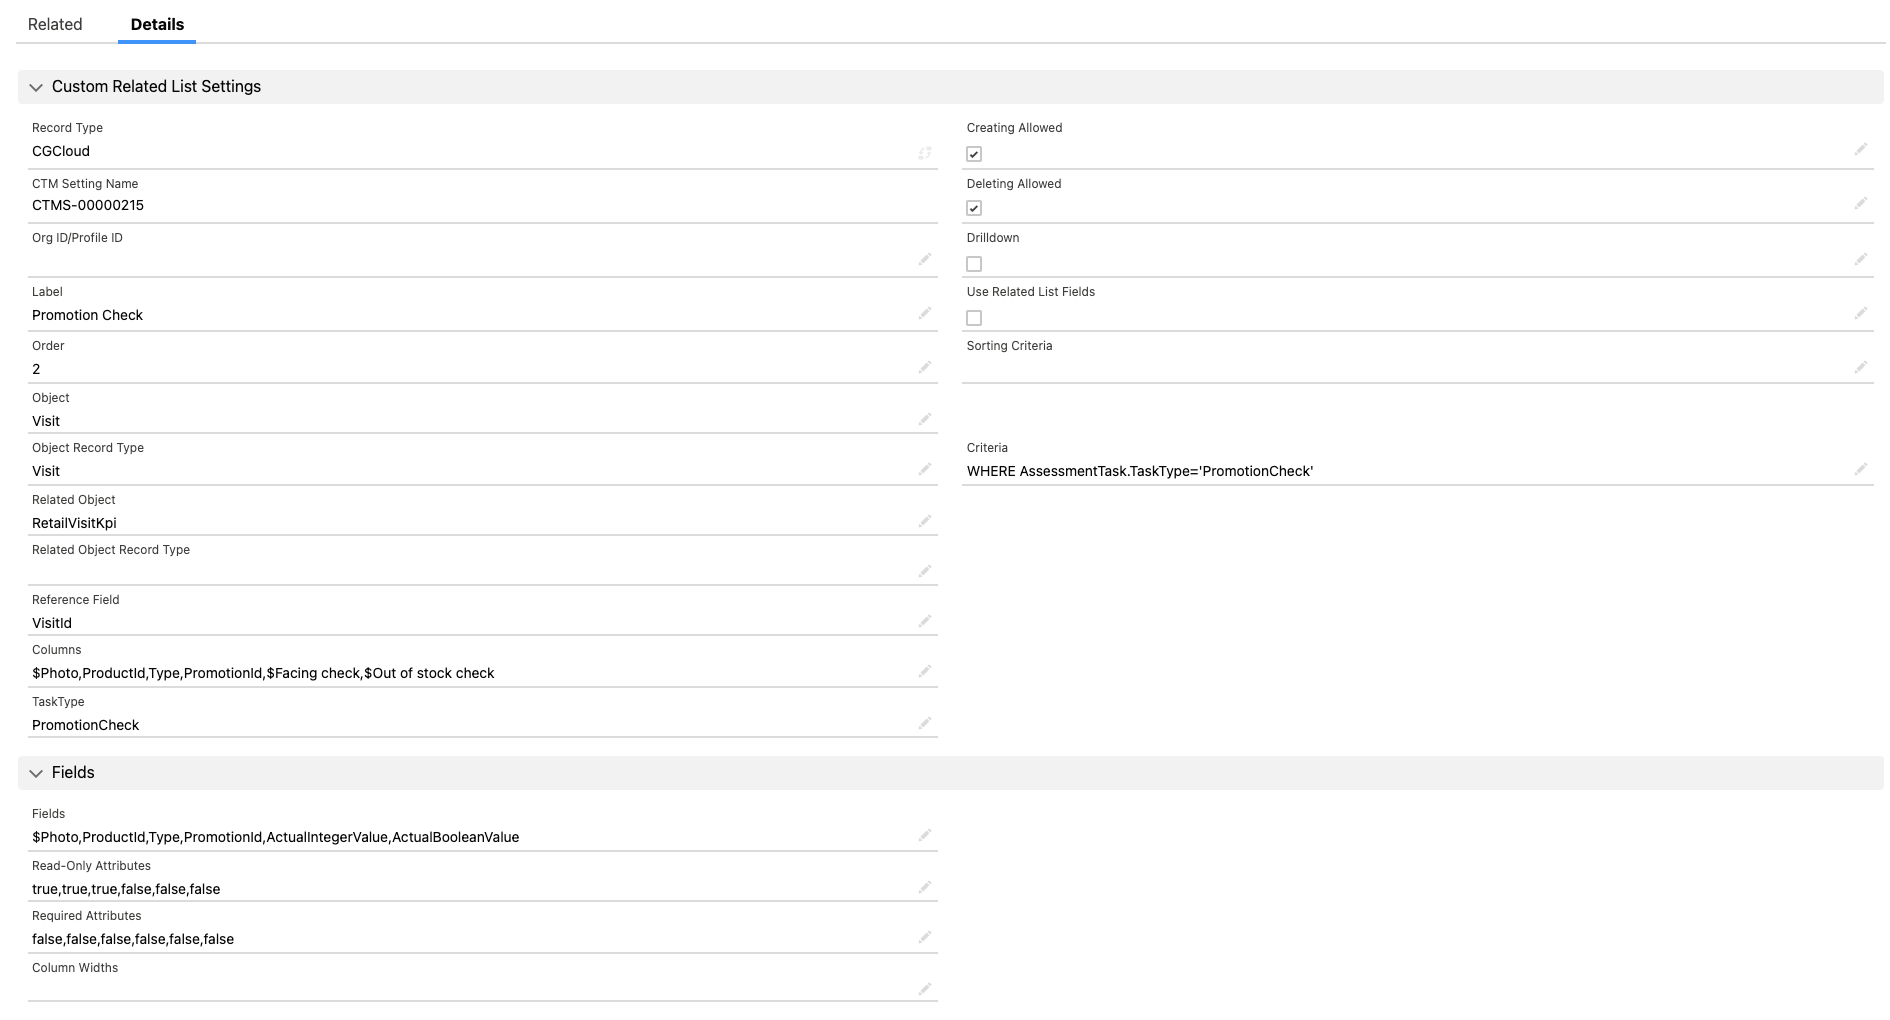 Related
Details
Custom Related List Settings
Record Type
CGCloud
Creating Allowed
CTM Setting Name
CTMS-00000215
Deleting Allowed
Org ID/Profile ID
Drilldown
Label
Promotion Check
Use Related List Fields
Order
2
Sorting Criteria
Object
Visit
Object Record Type
Visit
Criteria
WHERE AssessmentTask.TaskType='PromotionCheck'
Related Object
RetailVisitKpi
Related Object Record Type
Reference Field
VisitId
Columns
$Photo,ProductId,Type,PromotionId,$Facing check,$Out of stock check
TaskType
PromotionCheck
Fields
Fields
$Photo,ProductId,Type,PromotionId,ActualIntegerValue,ActualBooleanValue
Read-Only Attributes
true,true,true,false,false,false
Required Attributes
false,false,false,false,false,false
Column Widths